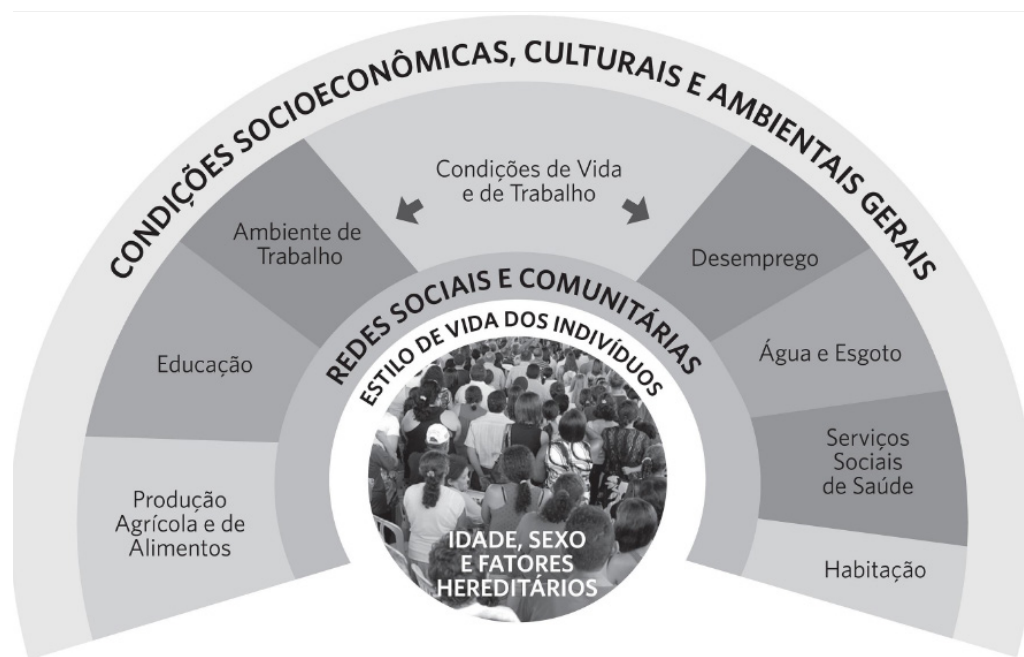 CONDIÇÕES SOCIOECONÔMICAS, CULTURAIS E AMBIENTAIS GERAIS
Condições de Vida
e de Trabalho
Ambiente de
Trabalho
Desemprego
Educação
Água e Esgoto
Produção
Agrícola e de
Alimentos
Serviços
Sociais
de Saúde
Habitação
REDES SOCIAIS E COMUNITÁRIAS
ESTILO DE VIDA DOS INDIVÍDUOS
IDADE, SEXO
E FATORES
HEREDITÁRIOS